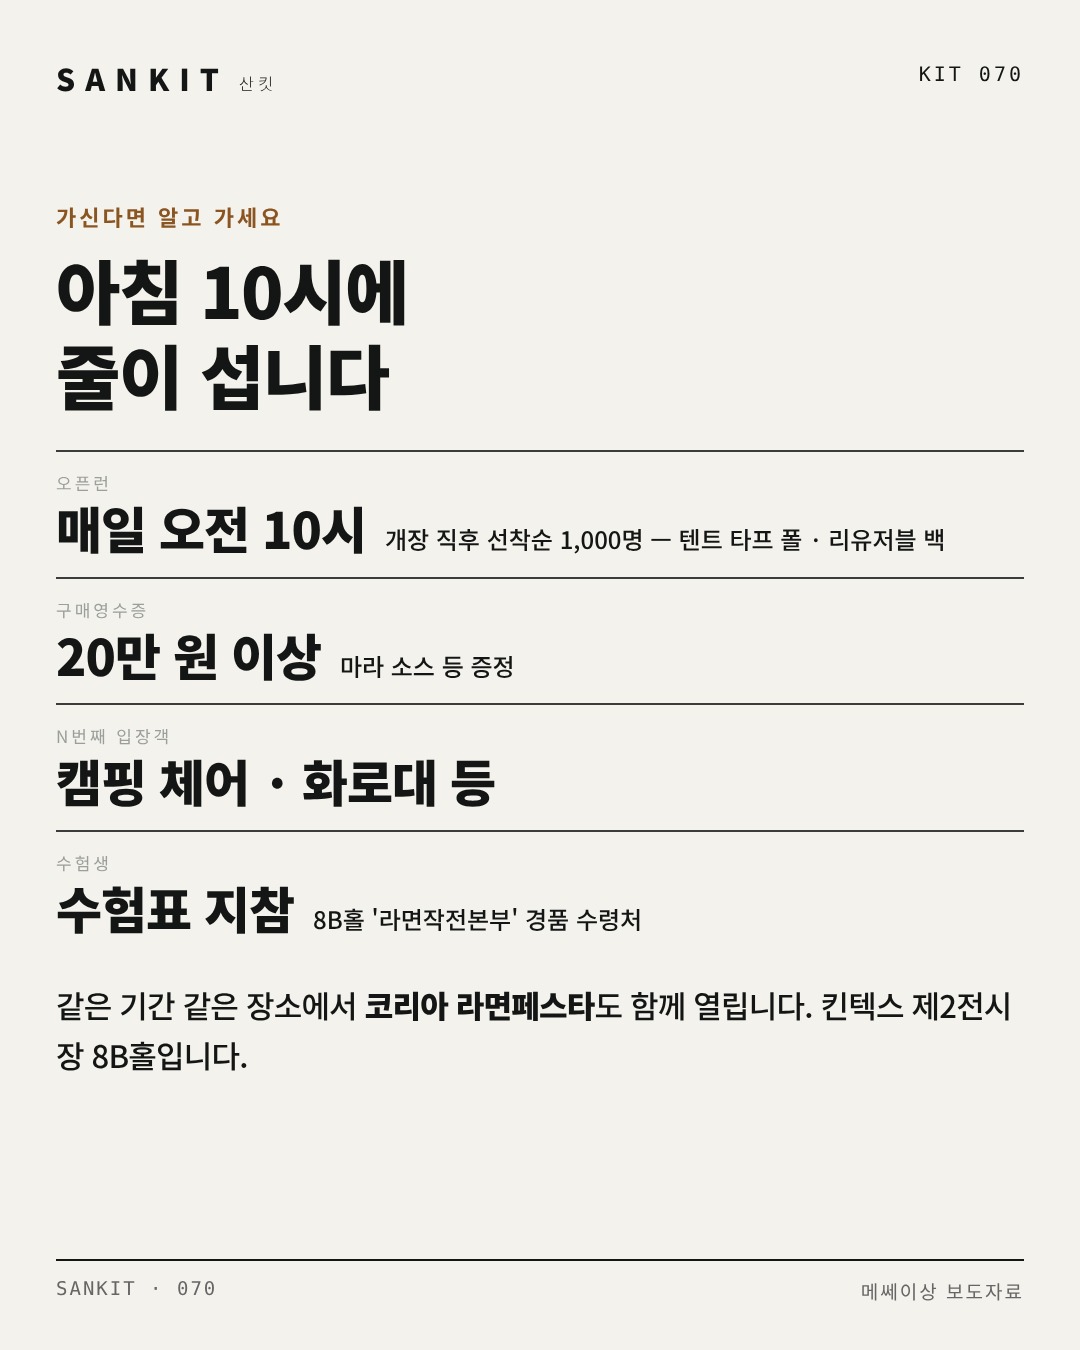 SANKIT 산킷
KIT 070
가신다면 알고 가세요
아침 10시에
줄이 섭니다
오픈런
매일 오전 10시 개장 직후 선착순 1,000명 — 텐트 타프 폴 · 리유저블 백
구매영수증
20만 원 이상 마라 소스 등 증정
N번째 입장객
캠핑 체어 · 화로대 등
수험생
수험표 지참 8B홀 '라면작전본부' 경품 수령처
같은 기간 같은 장소에서 코리아 라면페스타도 함께 열립니다. 킨텍스 제2전시
장 8B홀입니다.
SANKIT · 070
메쎄이상 보도자료